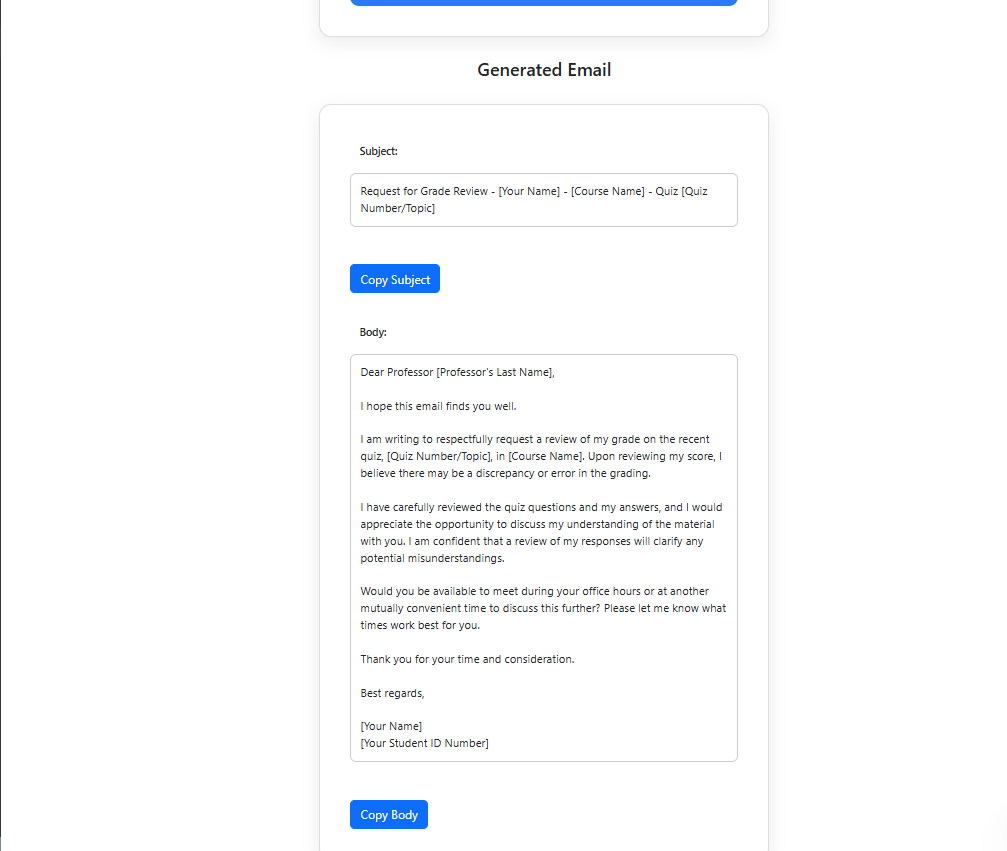 Generated Email
Subject:
Request for Grade Review - [Your Name] - [Course Name] - Quiz [Quiz
Number/Topic]
Copy Subject
Body:
Dear Professor [Professor's Last Name],
I hope this email finds you well.
I am writing to respectfully request a review of my grade on the recent
quiz, [Quiz Number/Topic], in [Course Name]. Upon reviewing my score, I
believe there may be a discrepancy or error in the grading.
I have carefully reviewed the quiz questions and my answers, and I would
appreciate the opportunity to discuss my understanding of the material
with you. I am confident that a review of my responses will clarify any
potential misunderstandings.
Would you be available to meet during your office hours or at another
mutually convenient time to discuss this further? Please let me know what
times work best for you.
Thank you for your time and consideration.
Best regards,
[Your Name]
[Your Student ID Number]
Copy Body